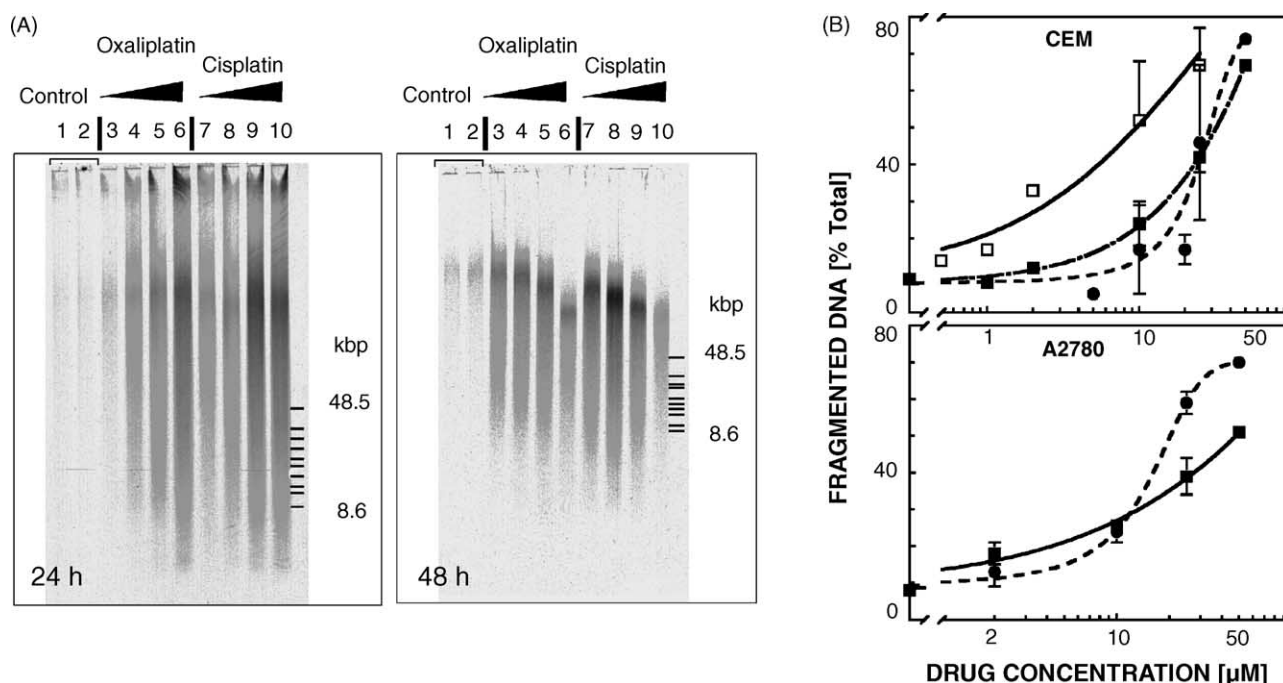 (A)
Oxaliplatin
Cisplatin
Control
1 2 3 4 5 6 7 8 9 10
kbp
48.5
8.6
24 h
Oxaliplatin
Cisplatin
Control
1 2 3 4 5 6 7 8 9 10
kbp
48.5
8.6
48 h
(B)
FRAGMENTED DNA [% Total]
80
CEM
40
0
1 10 50
80
A2780
40
0
2 10 50
DRUG CONCENTRATION [µM]